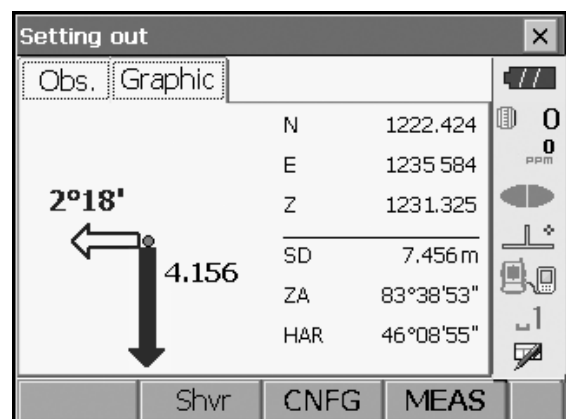 Setting out
Obs. Graphic
N 1222.424
E 1235 584
Z 1231.325
2°18'
4.156
SD 7.456m
ZA 83°38'53"
HAR 46°08'55"
0
0
PPM
1
Shvr CNFG MEAS